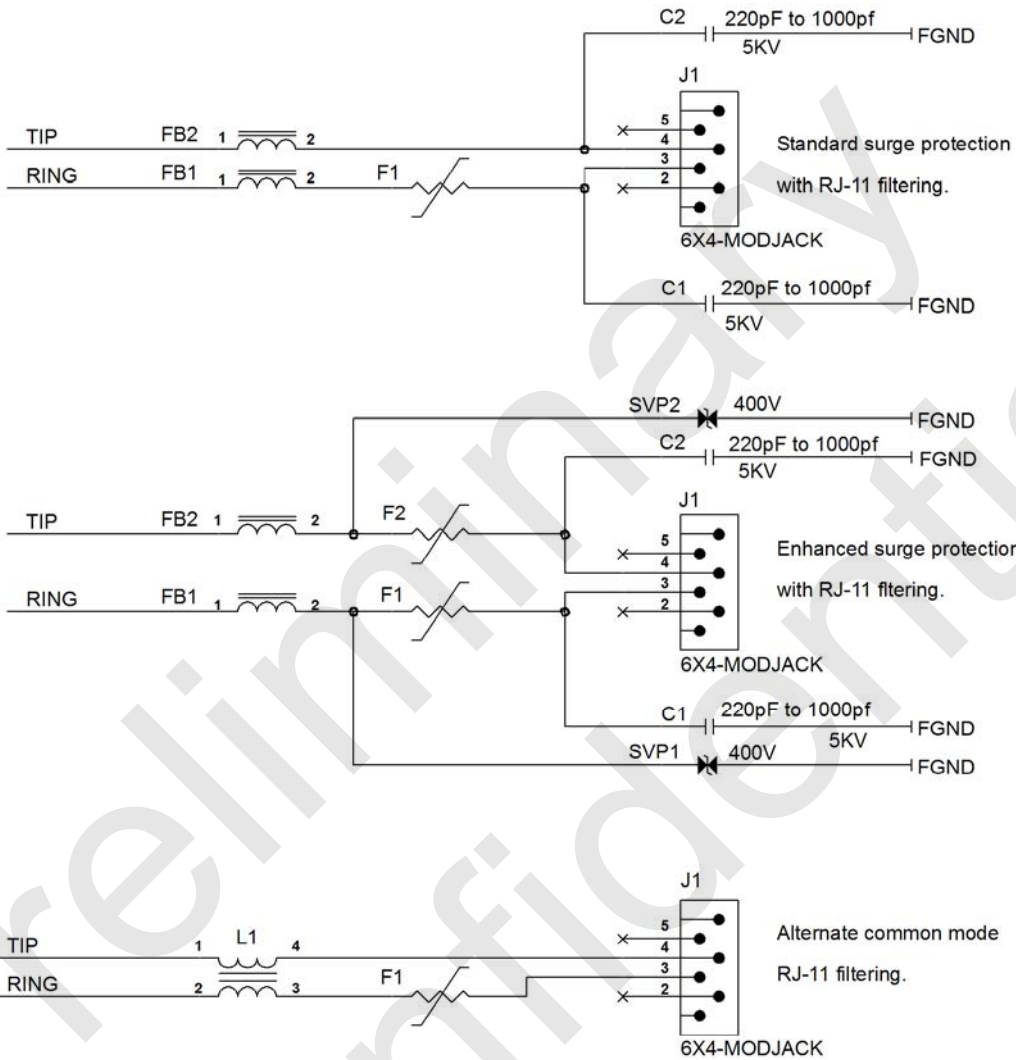 C2 220pF to 1000pf
5KV
FGND
J1
TIP FB2 1 2
5
4
Standard surge protection
RING FB1 1 2 F1
3
2
with RJ-11 filtering.
6X4-MODJACK
C1 220pF to 1000pf
5KV
FGND
SVP2 400V
FGND
C2 220pF to 1000pf
5KV
FGND
J1
TIP FB2 1 2 F2
5
4
Enhanced surge protection
RING FB1 1 2 F1
3
2
with RJ-11 fltering.
6X4-MODJACK
C1 220pF to 1000pf
5KV
FGND
SVP1 400V
FGND
J1
TIP 1 L1 4
5
4
Alternate common mode
RING 2 3 F1
3
2
RJ-11 filtering.
6X4-MODJACK
reliminary
nfidentia